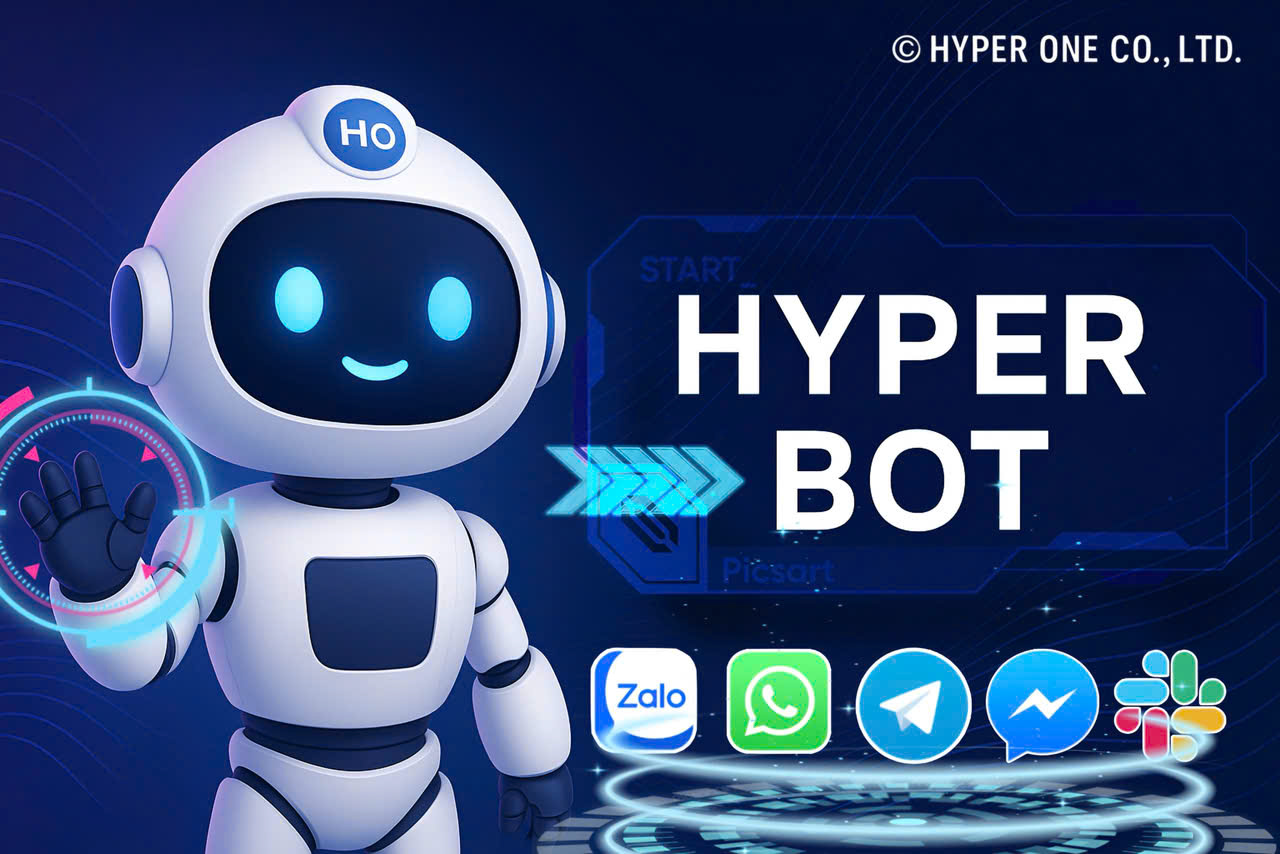 © HYPER ONE CO., LTD.
HO
START_
HYPER
BOT
Picsart
Zalo